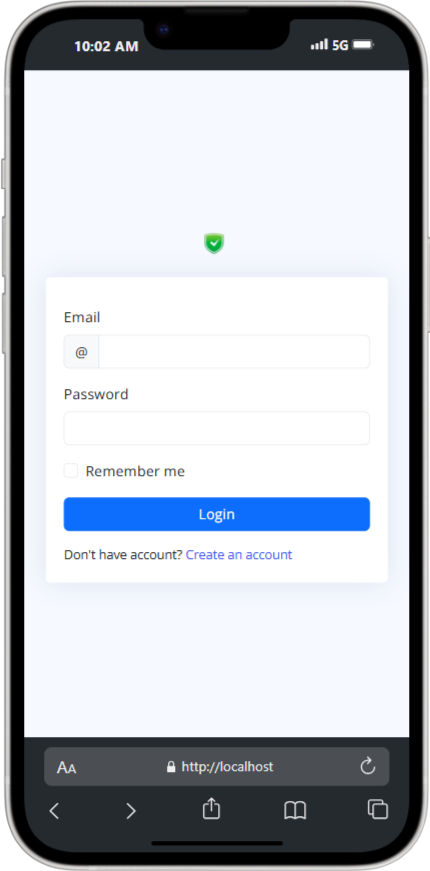 10:02 AM 5G
Email
@
Password
Remember me
Login
Don't have account? Create an account
AA http://localhost